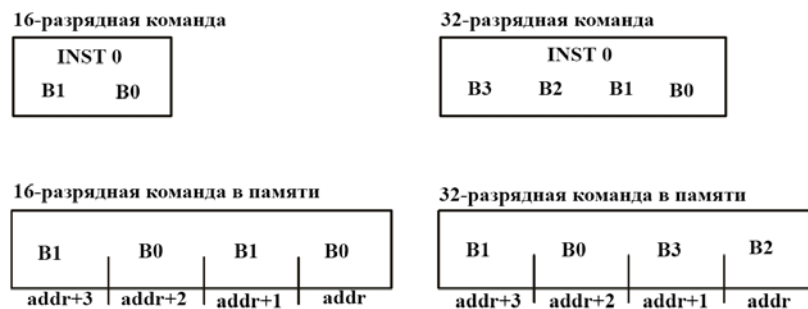 16-разрядная команда
INST 0
B1 B0
32-разрядная команда
INST 0
B3 B2 B1 B0
16-разрядная команда в памяти
B1 B0 B1 B0
addr+3 addr+2 addr+1 addr
32-разрядная команда в памяти
B1 B0 B3 B2
addr+3 addr+2 addr+1 addr